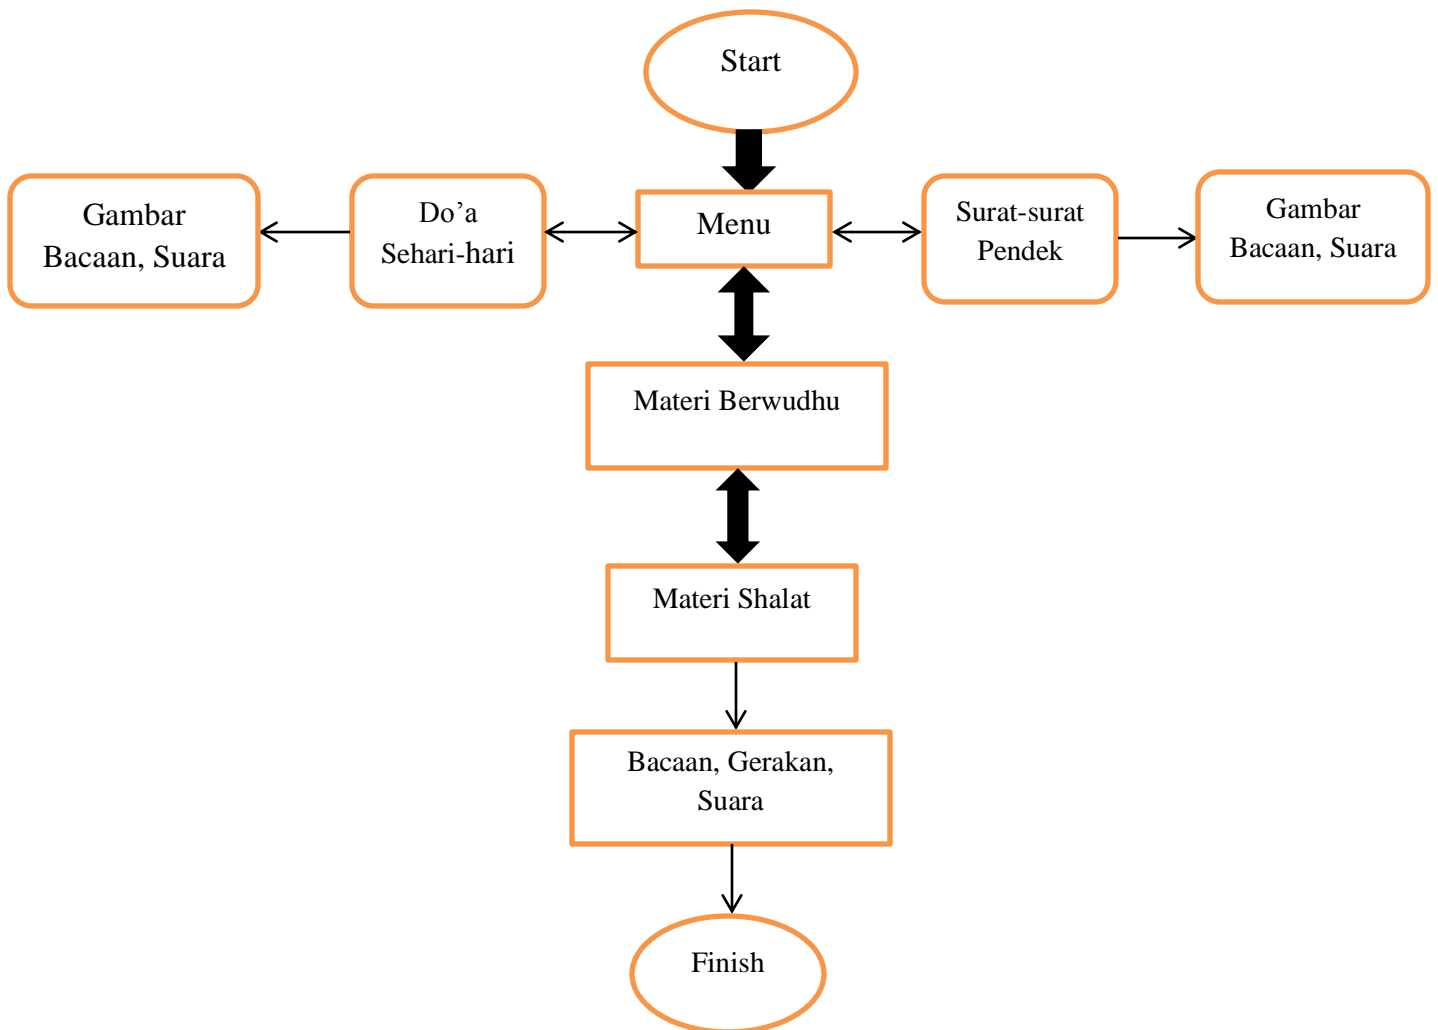 Start
Gambar
Bacaan, Suara
Do’a
Sehari-hari
Menu
Surat-surat
Pendek
Gambar
Bacaan, Suara
Materi Berwudhu
Materi Shalat
Bacaan, Gerakan,
Suara
Finish